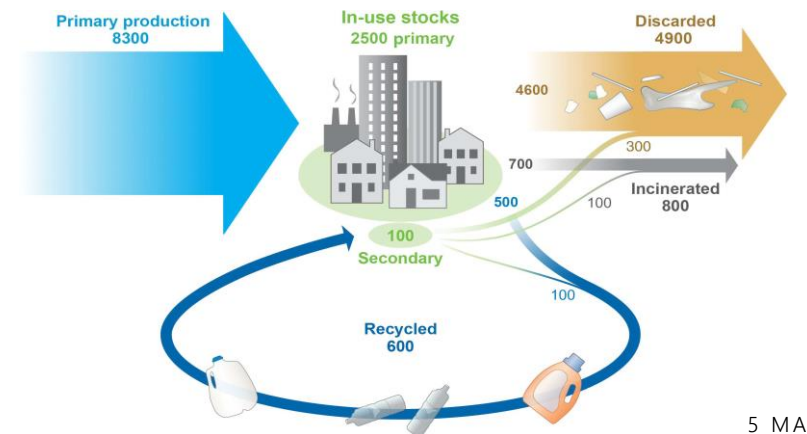 Primary production
8300
In-use stocks
2500 primary
Discarded
4900
4600
300
700
Incinerated
800
100
500
100
Secondary
100
Recycled
600
5 MA